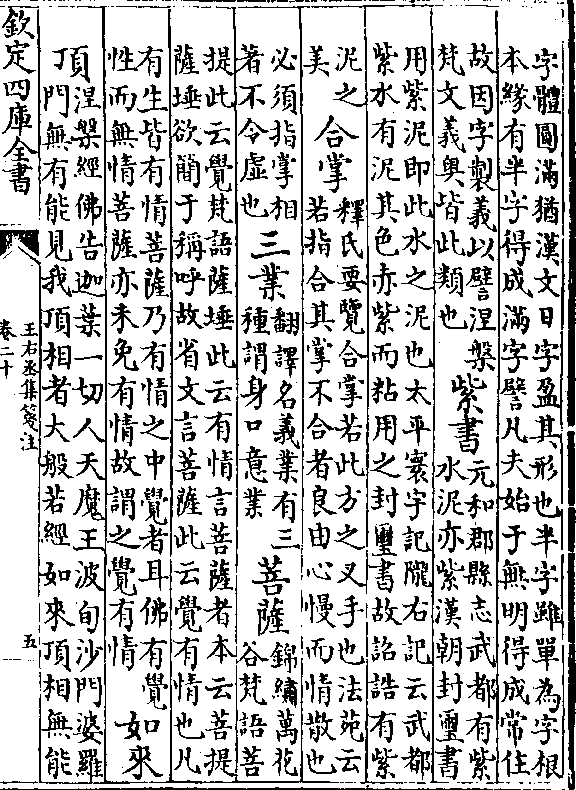 字體圓滿猶漢文日字盈其形也半字雖單為字根
本緣有半字得成滿字譬凡夫始于無明得成常住
故因字製義以譬涅槃
梵文義奧皆此類也
紫書
元和郡縣志武都有紫
水泥亦紫漢朝封璽書
用紫泥即此水之泥也太平寰宇記隴右記云武都
紫水有泥其色亦紫而粘用之封璽書故詔誥有紫
泥之
美
合掌
釋氏要覽合掌若此方之叉手也法苑云
若指合其掌不合者良由心慢而情散也
必須指掌相
著不令虛也
三業
翻譯名義業有三
種謂身口意業
菩薩
錦繡萬花
谷梵語菩
提此云覺梵語薩埵此云有情言菩薩者本云菩提
薩埵欲簡于稱呼故省文言菩薩此云覺有情也凡
有生皆有情菩薩乃有情之中覺者耳佛有覺
性而無情菩薩亦未免有情故謂之覺有情
如來
頂
涅槃經佛告迦葉一切人天魔王波旬沙門婆羅
門無有能見我頂相者大般若經如來頂相無能
欽定四庫全書
王右丞集箋注
卷二十
五